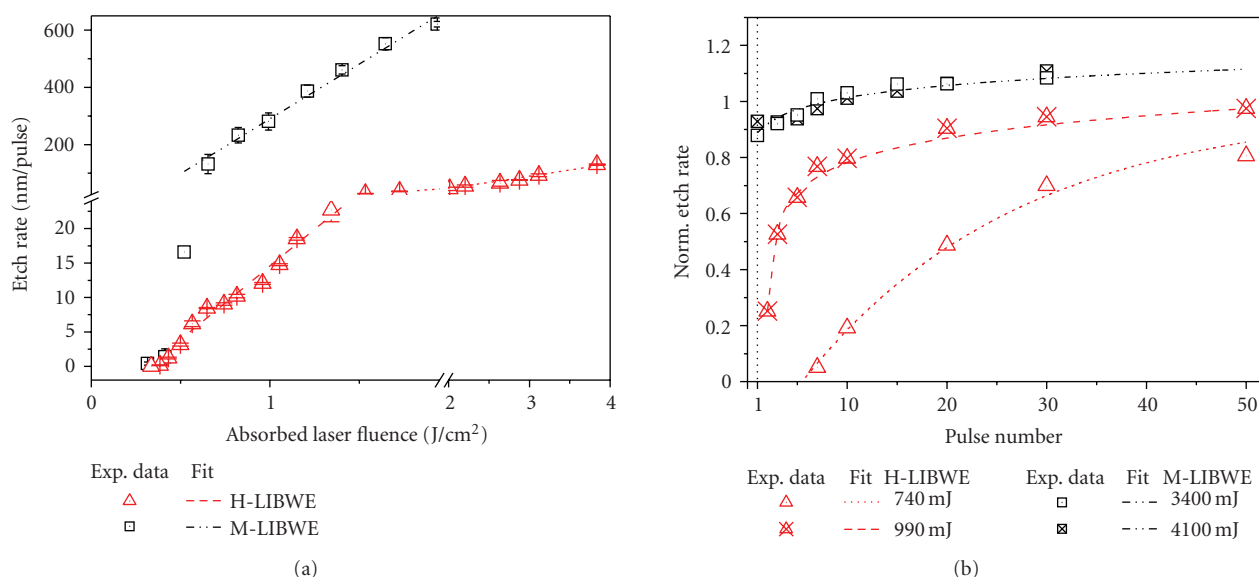 600
400
200
20
15
10
5
0
Etch rate (nm/pulse)
0 1 2 3 4
Absorbed laser fluence (J/cm²)
Exp. data Fit
H-LIBWE
M-LIBWE
(a)
1.2
1
0.8
0.6
0.4
0.2
0
Norm. etch rate
1 10 20 30 40 50
Pulse number
Exp. data Fit H-LIBWE Exp. data Fit M-LIBWE
740 mJ 3400 mJ
990 mJ 4100 mJ
(b)